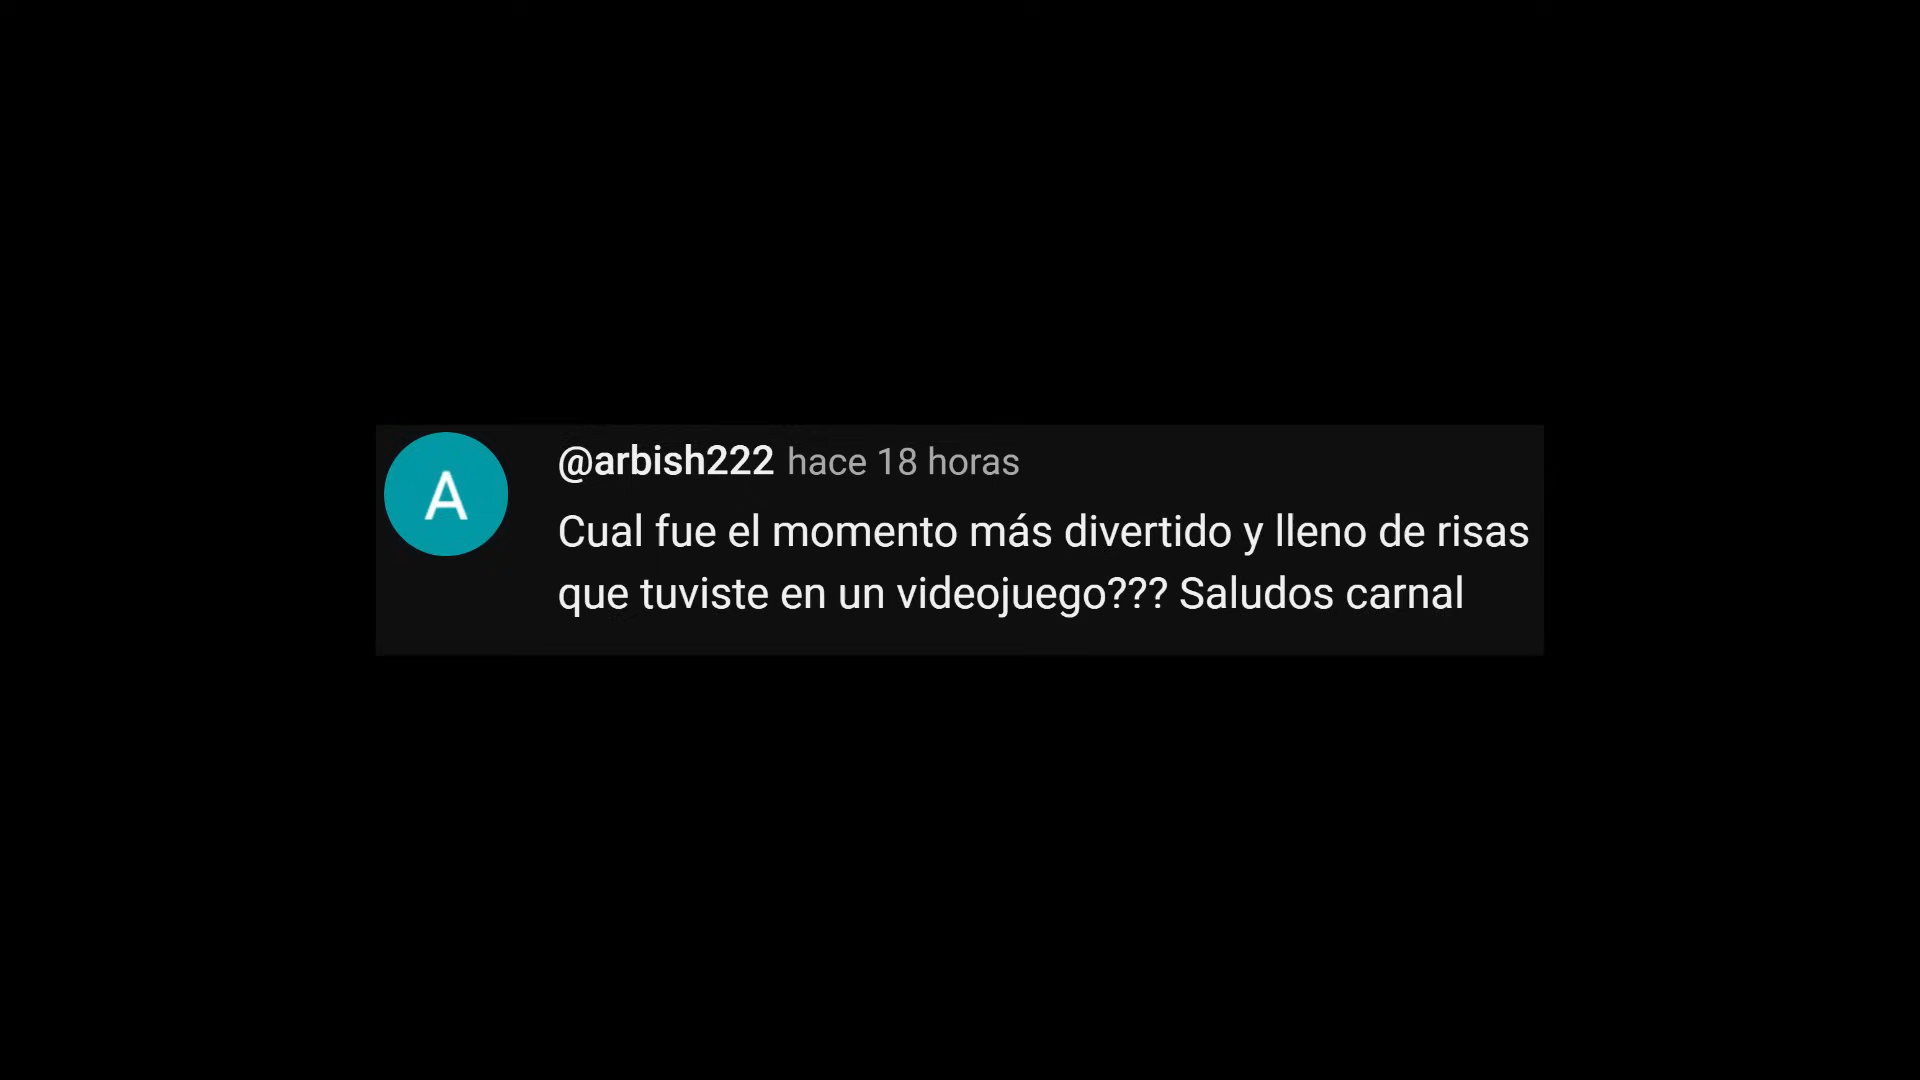 A
@arbish222 hace 18 horas
Cual fue el momento más divertido y lleno de risas
que tuviste en un videojuego??? Saludos carnal